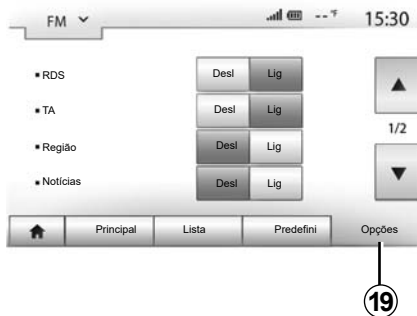 FM -- °F 15:30
RDS Desl Lig
TA Desl Lig
1/2
Região Desl Lig
Notícias Desl Lig
Principal Lista Predefini Opções
19